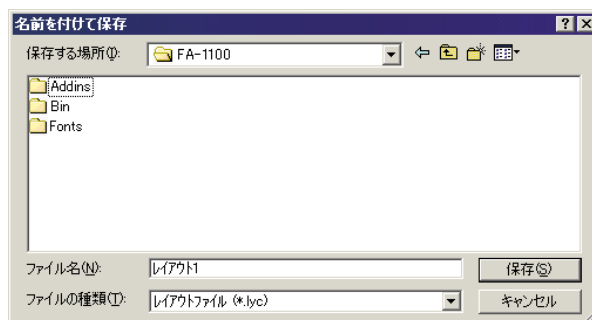 名前を付けて保存
保存する場所(I): FA-1100
Addins
Bin
Fonts
ファイル名(N): レイアウト1 保存(S)
ファイルの種類(T): レイアウトファイル (*.lyc) キャンセル